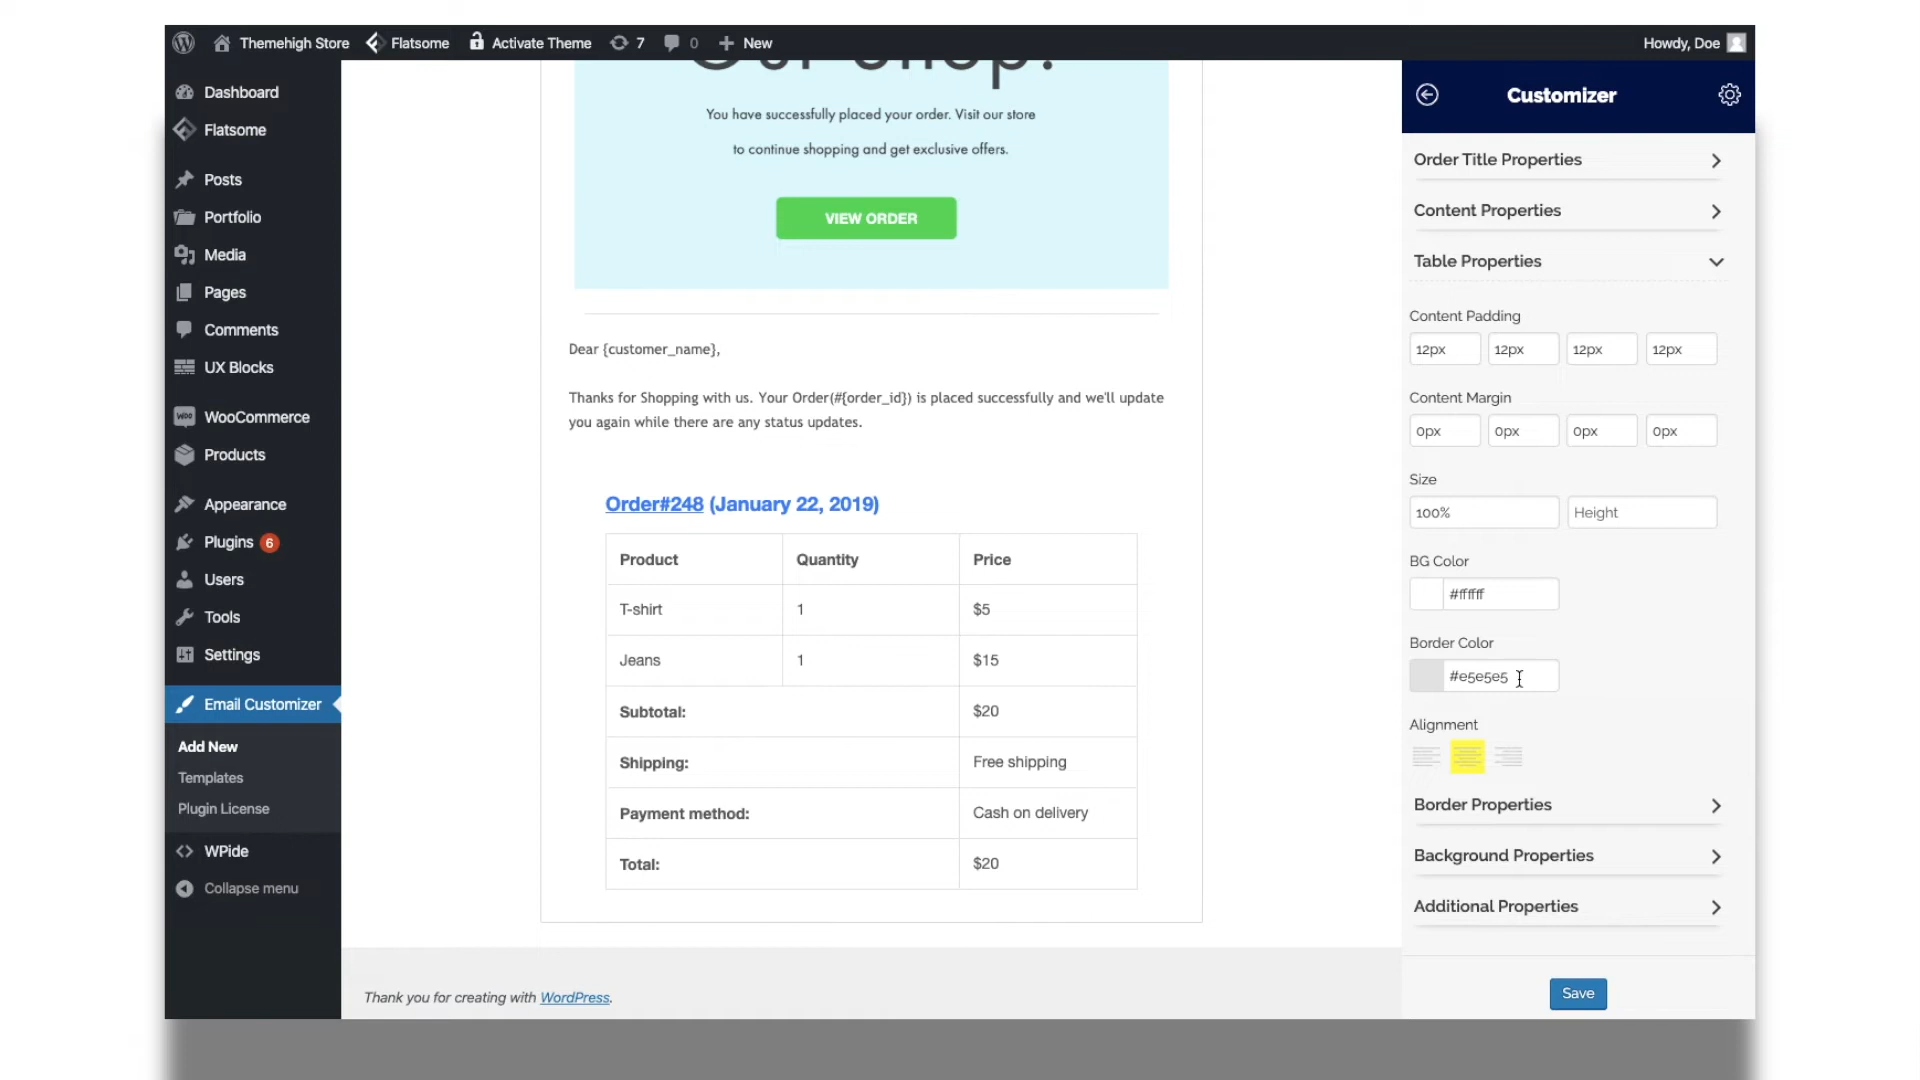 Themehigh Store Flatsome Activate Theme 7 0 New Howdy, Doe
Dashboard
Flatsome
Posts
Portfolio
Media
Pages
Comments
UX Blocks
Woo WooCommerce
Products
Appearance
Plugins 6
Users
Tools
Settings
Email Customizer
Add New
Templates
Plugin License
WPide
Collapse menu
Our Shop!
You have successfully placed your order. Visit our store
to continue shopping and get exclusive offers.
VIEW ORDER
Dear {customer_name},
Thanks for Shopping with us. Your Order(#{order_id}) is placed successfully and we'll update
you again while there are any status updates.
Order#248 (January 22, 2019)
Product Quantity Price
T-shirt 1 $5
Jeans 1 $15
Subtotal: $20
Shipping: Free shipping
Payment method: Cash on delivery
Total: $20
Thank you for creating with WordPress.
Customizer
Order Title Properties
Content Properties
Table Properties
Content Padding
12px 12px 12px 12px
Content Margin
0px 0px 0px 0px
Size
100% Height
BG Color
#ffffff
Border Color
#e5e5e5
Alignment
Border Properties
Background Properties
Additional Properties
Save